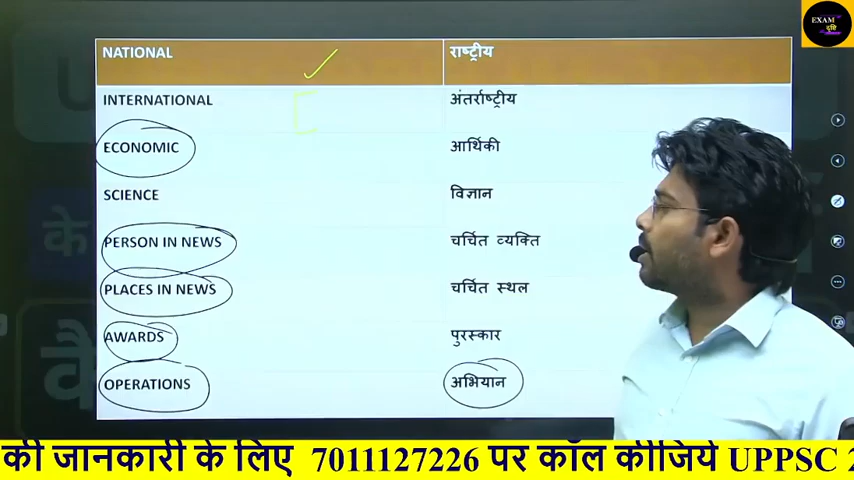 EXAM
दृष्टि
NATIONAL राष्ट्रीय
INTERNATIONAL अंतर्राष्ट्रीय
ECONOMIC आर्थिकी
SCIENCE विज्ञान
PERSON IN NEWS चर्चित व्यक्ति
PLACES IN NEWS चर्चित स्थल
AWARDS पुरस्कार
OPERATIONS अभियान
के
कै
की जानकारी के लिए 7011127226 पर कॉल कीजिये UPPSC 2